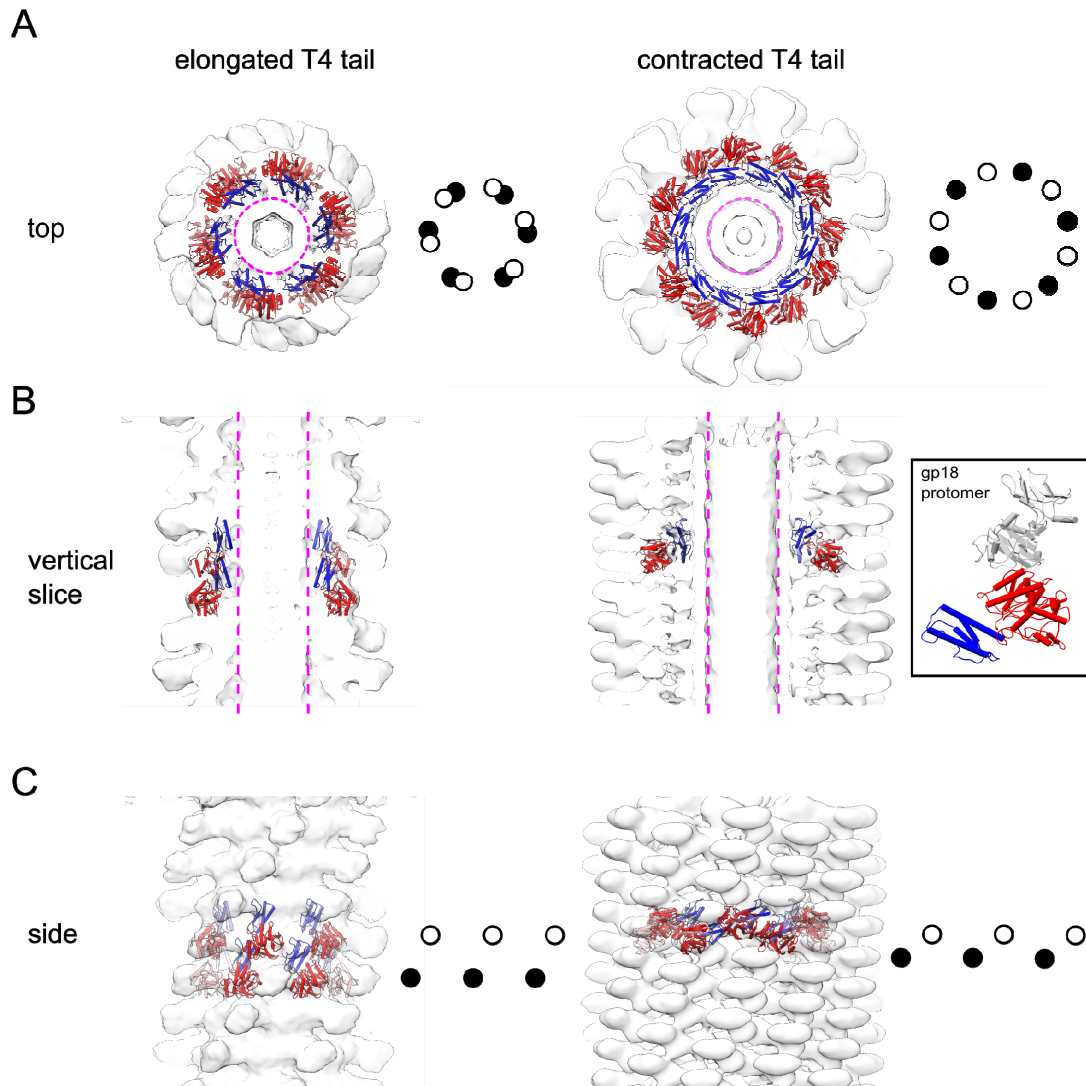 A
elongated T4 tail
contracted T4 tail
top
B
vertical
slice
gp18
protomer
C
side